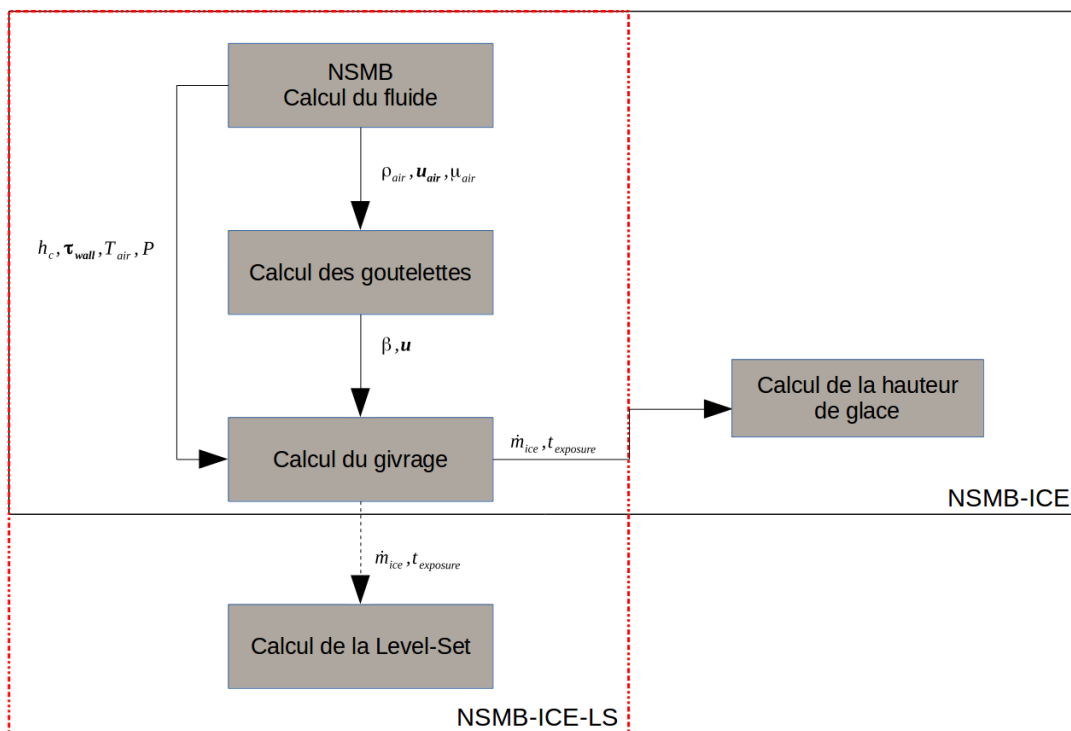 NSMB
Calcul du fluide
ρair, uair, μair
hc, τwall, Tair, P
Calcul des goutelettes
β, u
Calcul de la hauteur
de glace
Calcul du givrage
ṁice, texposure
NSMB-ICE
ṁice, texposure
Calcul de la Level-Set
NSMB-ICE-LS